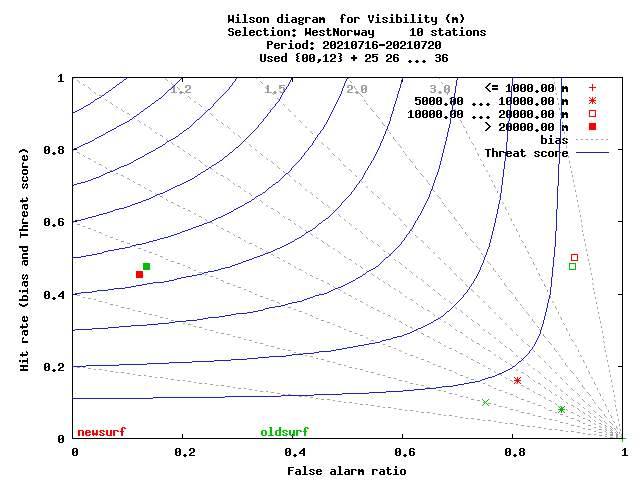 Wilson diagram  for Visibility (m)
Selection: WestNorway     10 stations
Period: 20210716-20210720
Used {00,12} + 25 26 ... 36
1
1.2
1.5
2.0
3.0
<= 1000.00 m
5000.00 ... 10000.00 m
10000.00 ... 20000.00 m
> 20000.00 m
bias
Threat score
0.8
0.6
0.4
0.2
0
Hit rate (bias and Threat score)
newsurf
oldsurf
0
0.2
0.4
0.6
0.8
1
False alarm ratio